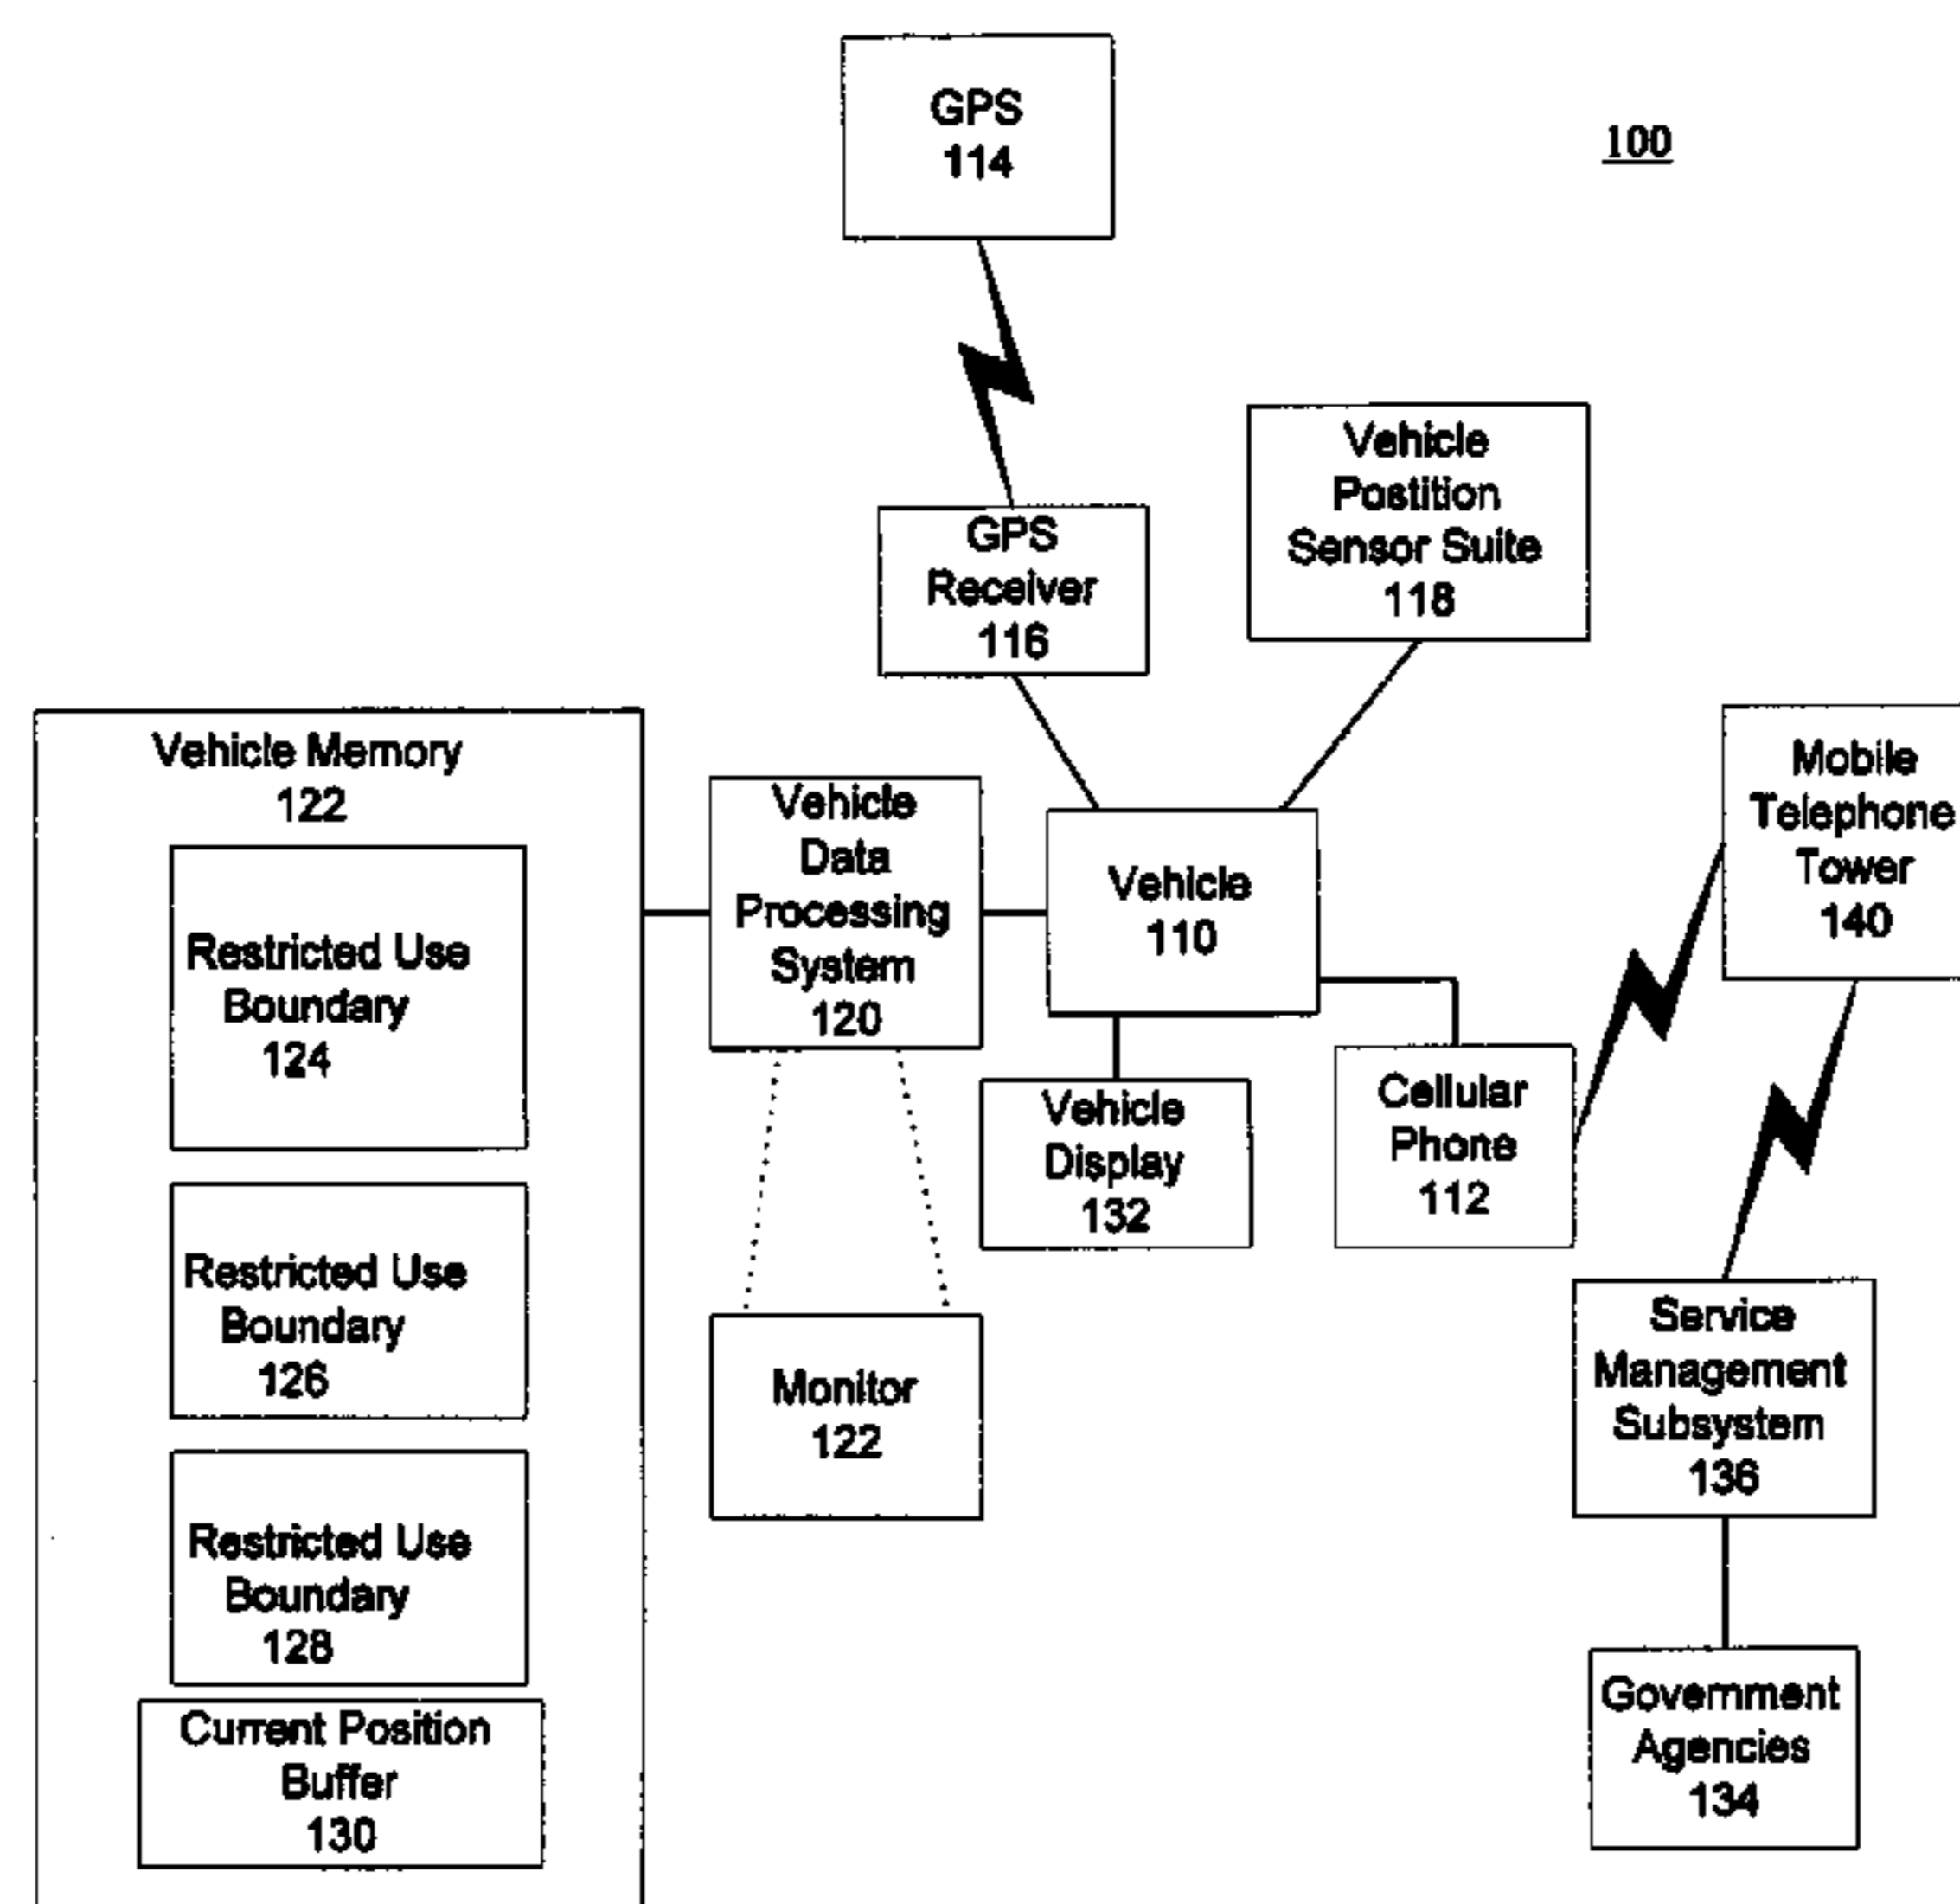 GPS
114
100
Vehicle
Postition
Sensor Suite
118
GPS
Receiver
116
Vehicle Memory
122
Restricted Use
Boundary
124
Restricted Use
Boundary
126
Restricted Use
Boundary
128
Current Position
Buffer
130
Vehicle
Data
Processing
System
120
Vehicle
110
Mobile
Telephone
Tower
140
Vehicle
Display
132
Cellular
Phone
112
Monitor
122
Service
Management
Subsystem
136
Government
Agencies
134